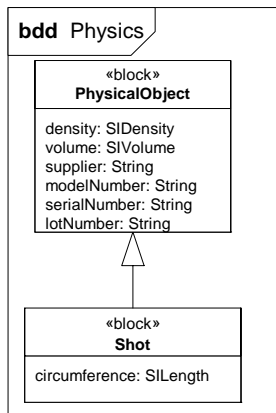 bdd Physics
«block»
PhysicalObject
density: SIDensity
volume: SIVolume
supplier: String
modelNumber: String
serialNumber: String
lotNumber: String
«block»
Shot
circumference: SILength